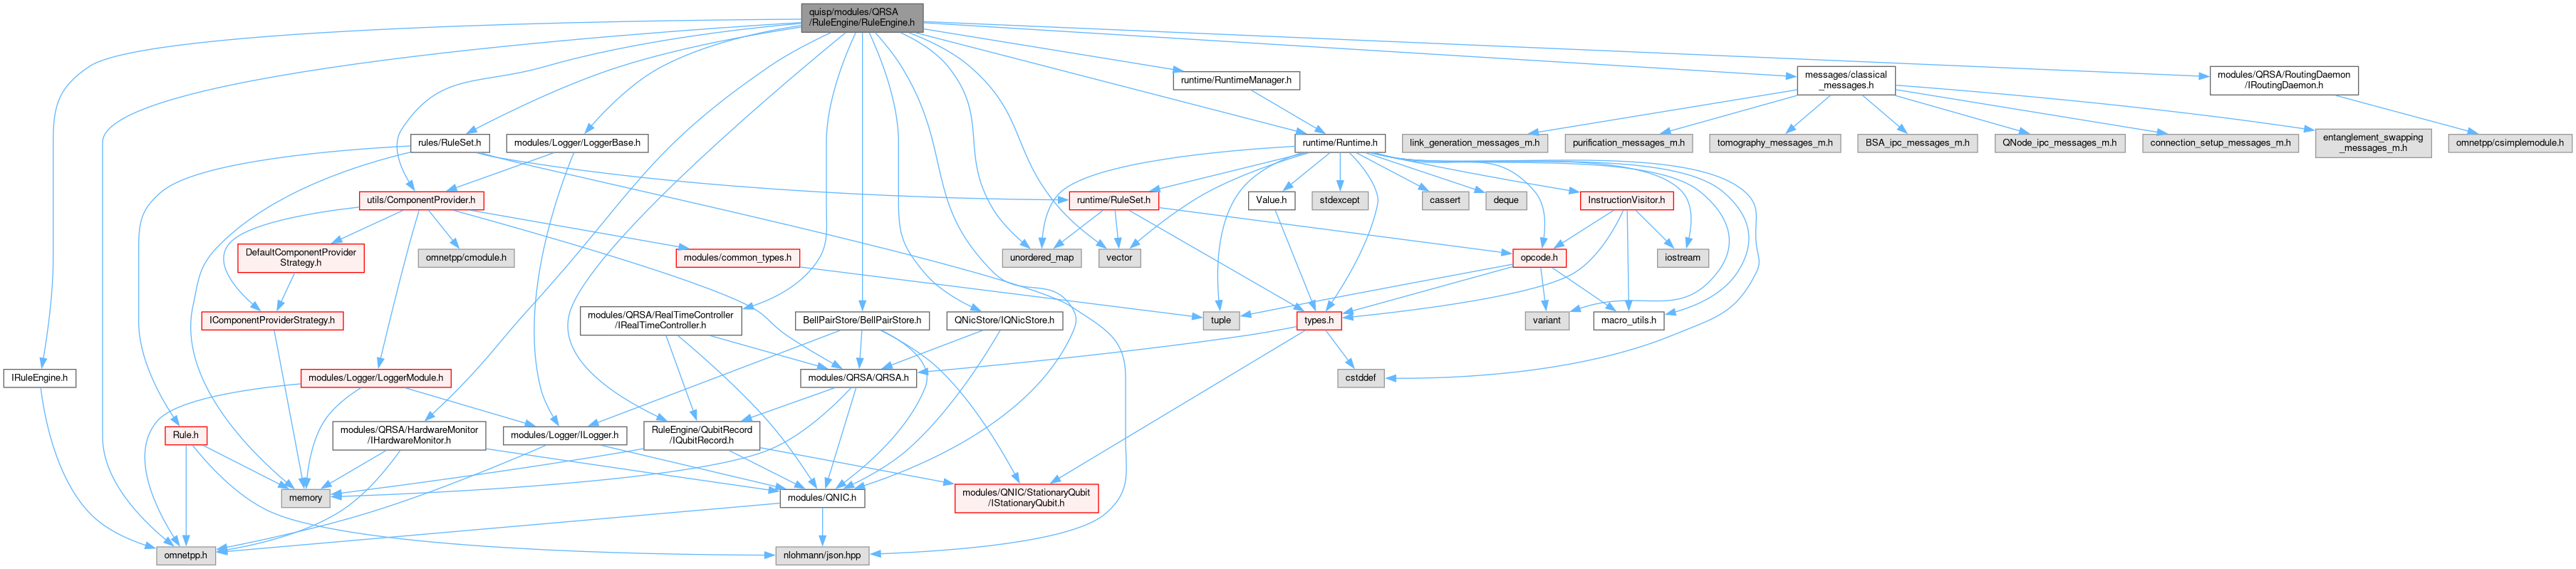 quisp/modules/QRSA
/RuleEngine/RuleEngine.h
runtime/RuntimeManager.h
messages/classical
_messages.h
modules/QRSA/RoutingDaemon
/IRoutingDaemon.h
rules/RuleSet.h
modules/Logger/LoggerBase.h
runtime/Runtime.h
link_generation_messages_m.h
purification_messages_m.h
tomography_messages_m.h
BSA_ipc_messages_m.h
QNode_ipc_messages_m.h
connection_setup_messages_m.h
entanglement_swapping
_messages_m.h
omnetpp/csimplemodule.h
utils/ComponentProvider.h
runtime/RuleSet.h
Value.h
stdexcept
cassert
deque
InstructionVisitor.h
DefaultComponentProvider
Strategy.h
omnetpp/cmodule.h
modules/common_types.h
unordered_map
vector
opcode.h
iostream
IComponentProviderStrategy.h
modules/QRSA/RealTimeController
/IRealTimeController.h
BellPairStore/BellPairStore.h
QNicStore/IQNicStore.h
tuple
types.h
variant
macro_utils.h
IRuleEngine.h
modules/Logger/LoggerModule.h
modules/QRSA/QRSA.h
cstddef
Rule.h
modules/QRSA/HardwareMonitor
/IHardwareMonitor.h
modules/Logger/ILogger.h
RuleEngine/QubitRecord
/IQubitRecord.h
memory
modules/QNIC.h
modules/QNIC/StationaryQubit
/IStationaryQubit.h
omnetpp.h
nlohmann/json.hpp